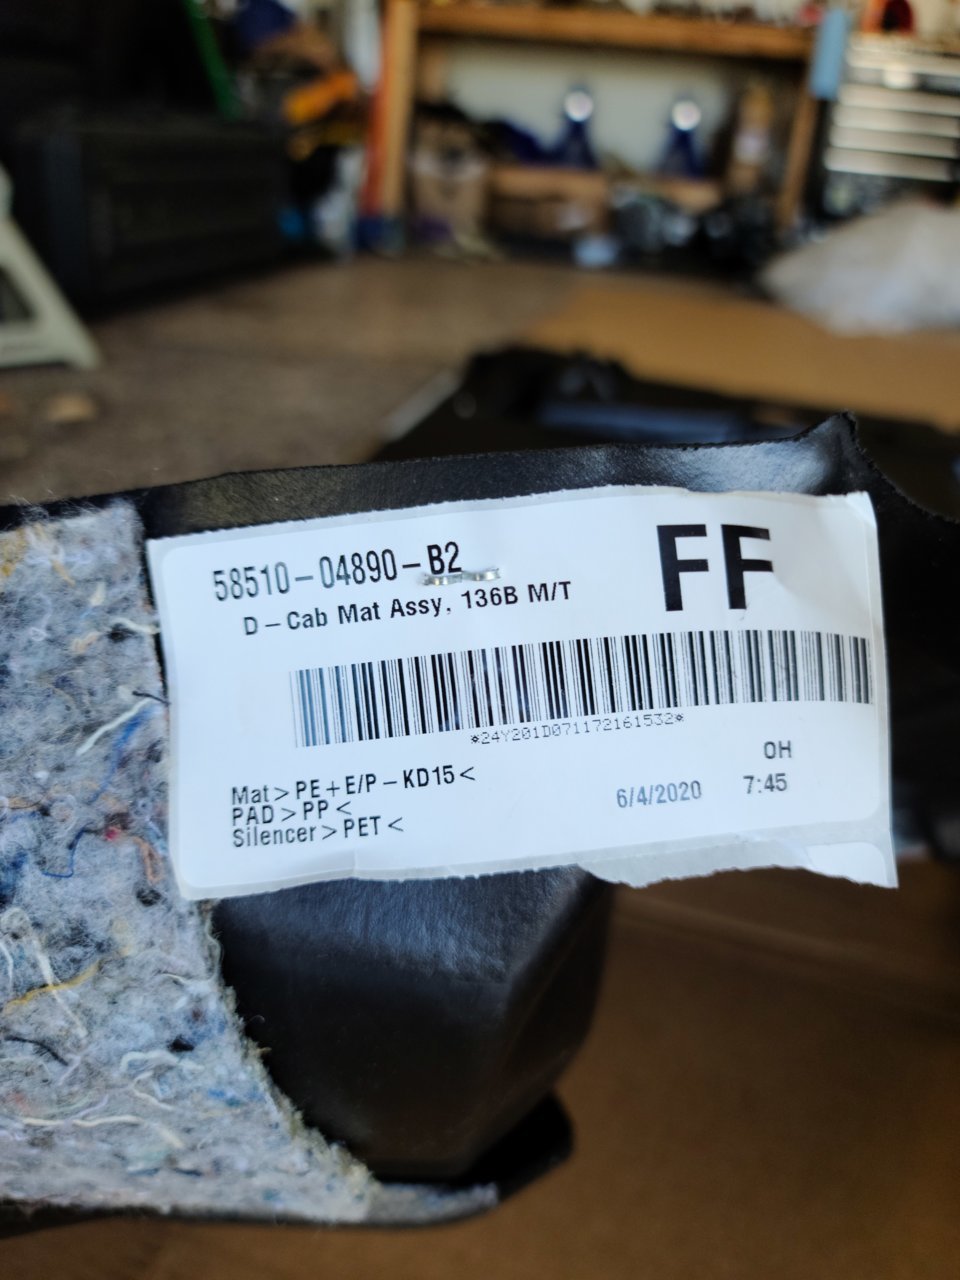 58510-04890-B2
FF
D-Cab Mat Assy, 136B M/T
*24Y201D071172161532*
OH
Mat>PE+E/P-KD15<
PAD>PP<
6/4/2020 7:45
Silencer>PET<